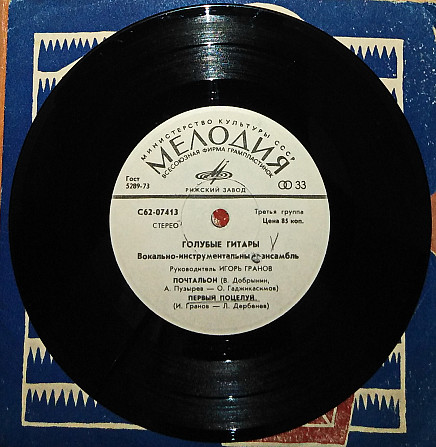 МИНИСТЕРСТВО КУЛЬТУРЫ СССР
МЕЛОДИЯ
ВСЕСОЮЗНАЯ ФИРМА ГРАМПЛАСТИНОК
Гост
5289-73
РИЖСКИЙ ЗАВОД
33
С62-07413
Третья группа
СТЕРЕО
Цена 85 коп.
ГОЛУБЫЕ ГИТАРЫ
Вокально-инструментальный ансамбль
Руководитель ИГОРЬ ГРАНОВ
ПОЧТАЛЬОН (В. Добрынин,
А. Пузырев — О. Гаджикасимов)
ПЕРВЫЙ ПОЦЕЛУЙ.
(И. Гранов — Л. Дербенев)